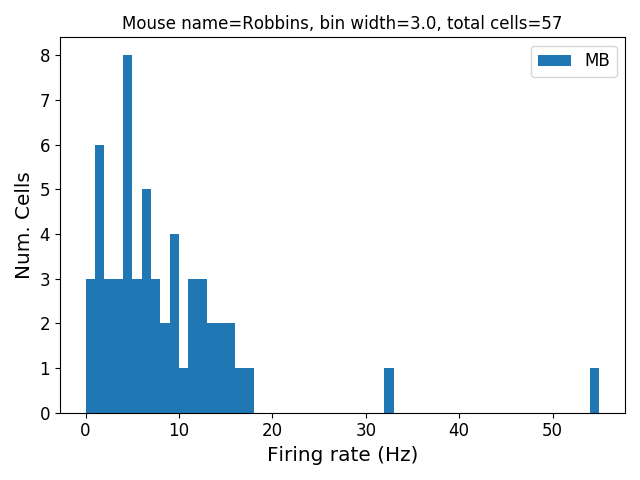 Mouse name=Robbins, bin width=3.0, total cells=57
MB
Num. Cells
8
7
6
5
4
3
2
1
0
0 10 20 30 40 50
Firing rate (Hz)